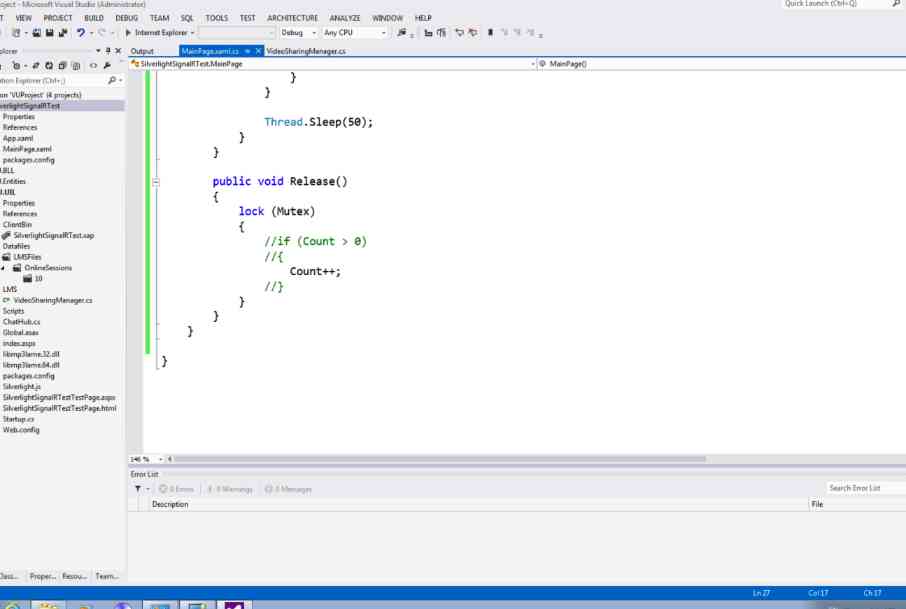 oject - Microsoft Visual Studio (Administrator)
Quick Launch (Ctrl+Q)
VIEW PROJECT BUILD DEBUG TEAM SQL TOOLS TEST ARCHITECTURE ANALYZE WINDOW HELP
Internet Explorer Debug Any CPU
plorer
Output MainPage.xaml.cs VideoSharingManager.cs
SilverlightSignalRTest.MainPage MainPage()
tion Explorer (Ctrl+;)
on 'VUProject' (4 projects)
verlightSignalRTest
Properties
References
App.xaml
MainPage.xaml
packages.config
.BLL
.Entities
.UBL
Properties
References
ClientBin
SilverlightSignalRTest.xap
Datafiles
LMSFiles
OnlineSessions
10
LMS
VideoSharingManager.cs
Scripts
ChatHub.cs
Global.asax
index.aspx
libmp3lame.32.dll
libmp3lame.64.dll
packages.config
Silverlight.js
SilverlightSignalRTestTestPage.aspx
SilverlightSignalRTestTestPage.html
Startup.cs
Web.config
}
}
Thread.Sleep(50);
}
}
public void Release()
{
lock (Mutex)
{
//if (Count > 0)
//{
Count++;
//}
}
}
}
}
146 %
Error List
0 Errors 0 Warnings 0 Messages
Search Error List
Description File
Class... Proper... Resou... Team...
Ln 27 Col 17 Ch 17